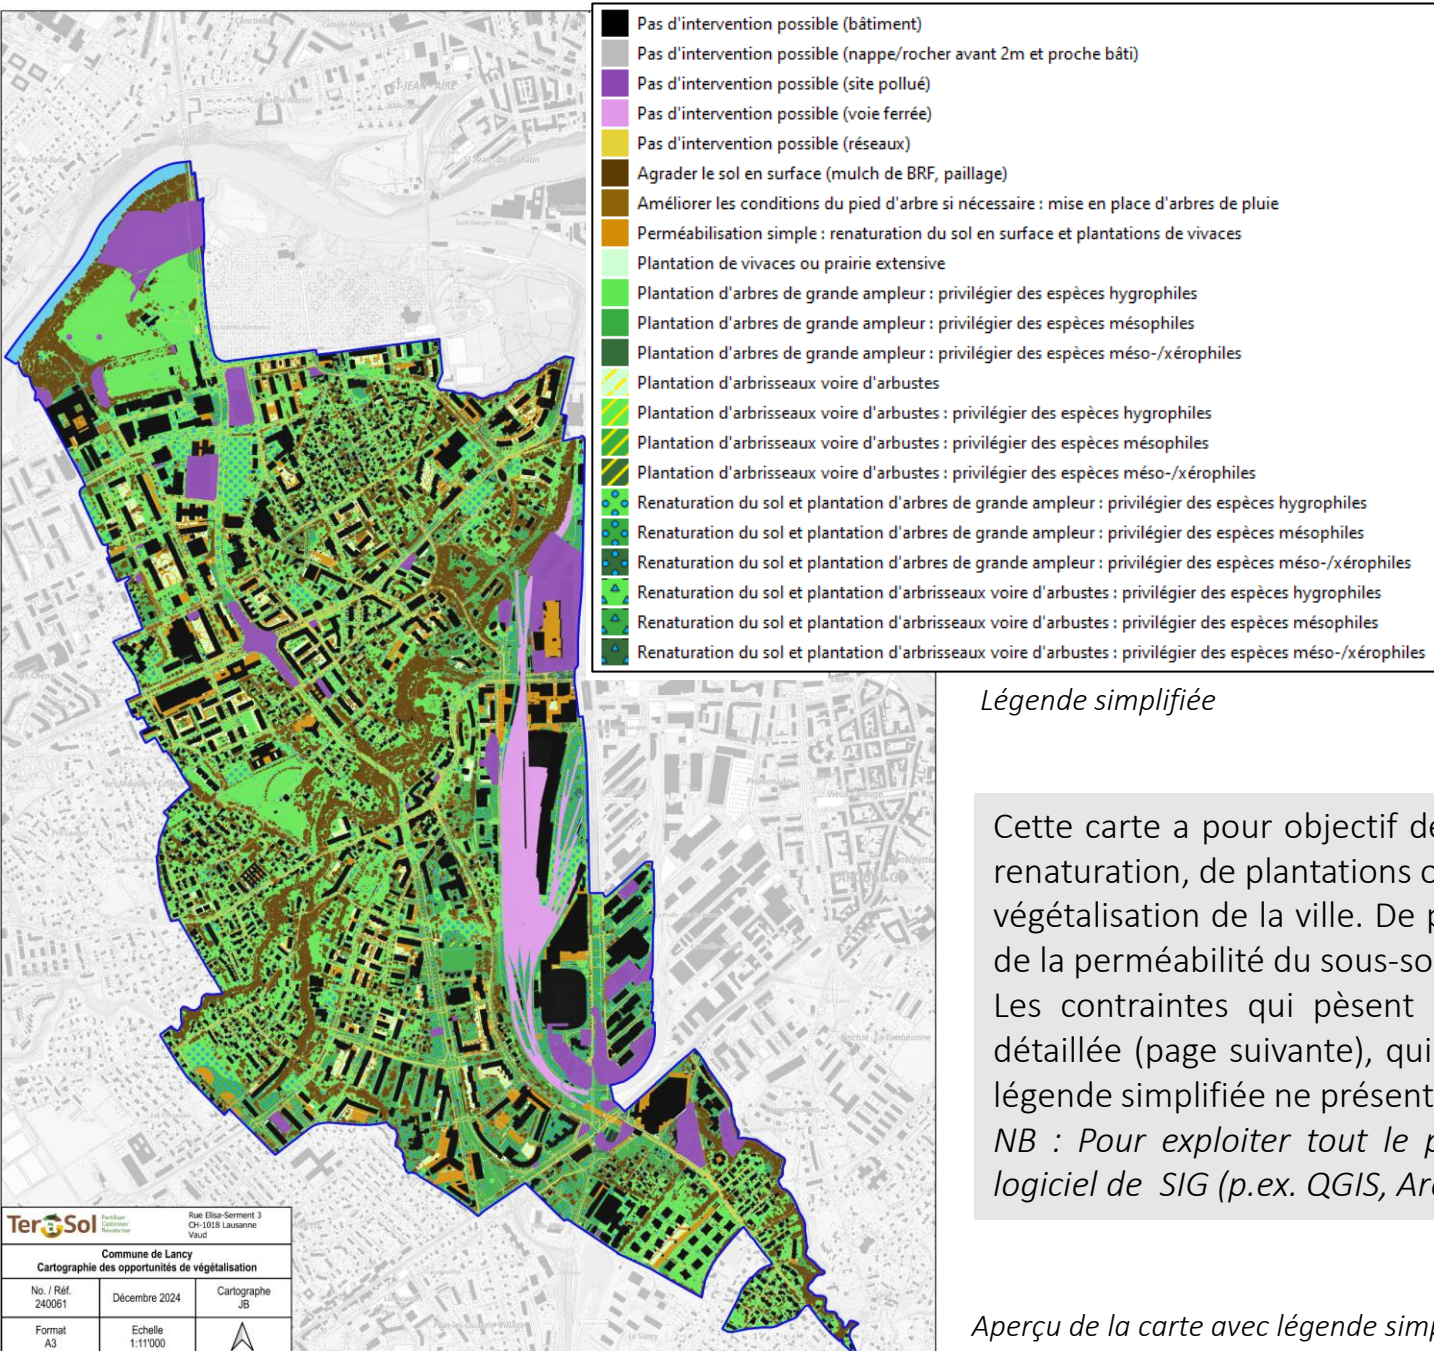 Pas d'intervention possible (bâtiment)
Pas d'intervention possible (nappe/rocher avant 2m et proche bâti)
Pas d'intervention possible (site pollué)
Pas d'intervention possible (voie ferrée)
Pas d'intervention possible (réseaux)
Agrader le sol en surface (mulch de BRF, paillage)
Améliorer les conditions du pied d'arbre si nécessaire : mise en place d'arbres de pluie
Perméabilisation simple : renaturation du sol en surface et plantations de vivaces
Plantation de vivaces ou prairie extensive
Plantation d'arbres de grande ampleur : privilégier des espèces hygrophiles
Plantation d'arbres de grande ampleur : privilégier des espèces mésophiles
Plantation d'arbres de grande ampleur : privilégier des espèces méso-/xérophiles
Plantation d'arbrisseaux voire d'arbustes
Plantation d'arbrisseaux voire d'arbustes : privilégier des espèces hygrophiles
Plantation d'arbrisseaux voire d'arbustes : privilégier des espèces mésophiles
Plantation d'arbrisseaux voire d'arbustes : privilégier des espèces méso-/xérophiles
Renaturation du sol et plantation d'arbres de grande ampleur : privilégier des espèces hygrophiles
Renaturation du sol et plantation d'arbres de grande ampleur : privilégier des espèces mésophiles
Renaturation du sol et plantation d'arbres de grande ampleur : privilégier des espèces méso-/xérophiles
Renaturation du sol et plantation d'arbrisseaux voire d'arbustes : privilégier des espèces hygrophiles
Renaturation du sol et plantation d'arbrisseaux voire d'arbustes : privilégier des espèces mésophiles
Renaturation du sol et plantation d'arbrisseaux voire d'arbustes : privilégier des espèces méso-/xérophiles
Légende simplifiée
Cette carte a pour objectif de
renaturation, de plantations o
végétalisation de la ville. De p
de la perméabilité du sous-so
Les contraintes qui pèsent
détaillée (page suivante), qui
légende simplifiée ne présent
NB : Pour exploiter tout le p
logiciel de SIG (p.ex. QGIS, Ar
Aperçu de la carte avec légende simp
TeraSol
Fertiliser
Optimiser
Revaloriser
Rue Elisa-Serment 3
CH-1018 Lausanne
Vaud
Commune de Lancy
Cartographie des opportunités de végétalisation
No. / Réf.
240061
Décembre 2024
Cartographe
JB
Format
A3
Echelle
1:11'000